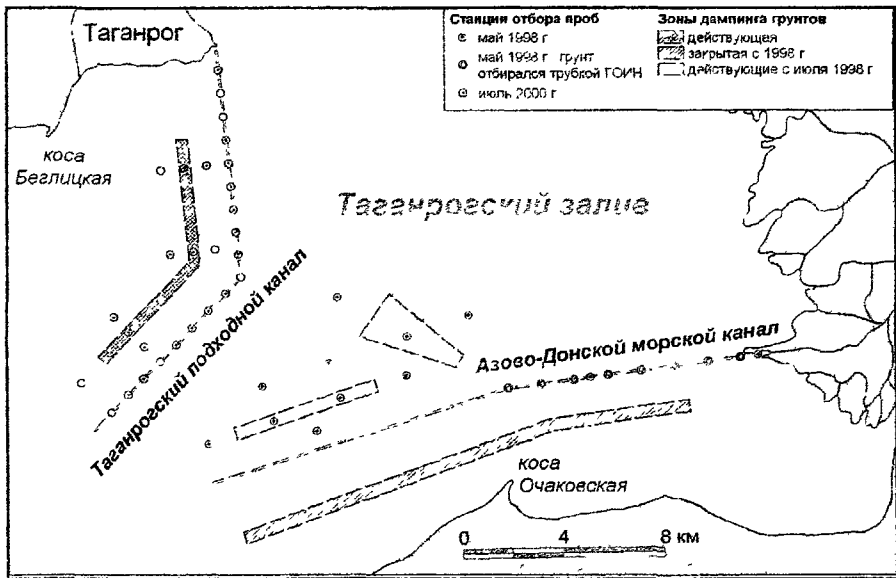 Таганрог
Станции отбора проб
май 1998 г
май 1998 г грунт
отбирался трубкой ГОИН
июль 2000 г
Зоны дампинга грунтов
действующая
закрытая с 1998 г
действующие с июля 1998 г
коса
Беглицкая
Таганрогский залив
Таганрогский подходной канал
Азово-Донской морской канал
коса
Очаковская
0 4 8 км